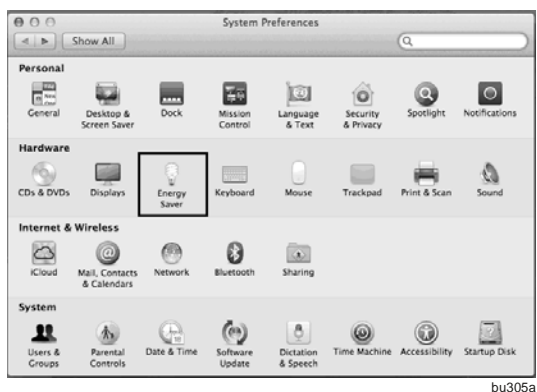 System Preferences
Show All
Personal
General
Desktop & Screen Saver
Dock
Mission Control
Language & Text
Security & Privacy
Spotlight
Notifications
Hardware
CDs & DVDs
Displays
Energy Saver
Keyboard
Mouse
Trackpad
Print & Scan
Sound
Internet & Wireless
iCloud
Mail, Contacts & Calendars
Network
Bluetooth
Sharing
System
Users & Groups
Parental Controls
Date & Time
Software Update
Dictation & Speech
Time Machine
Accessibility
Startup Disk
bu305a